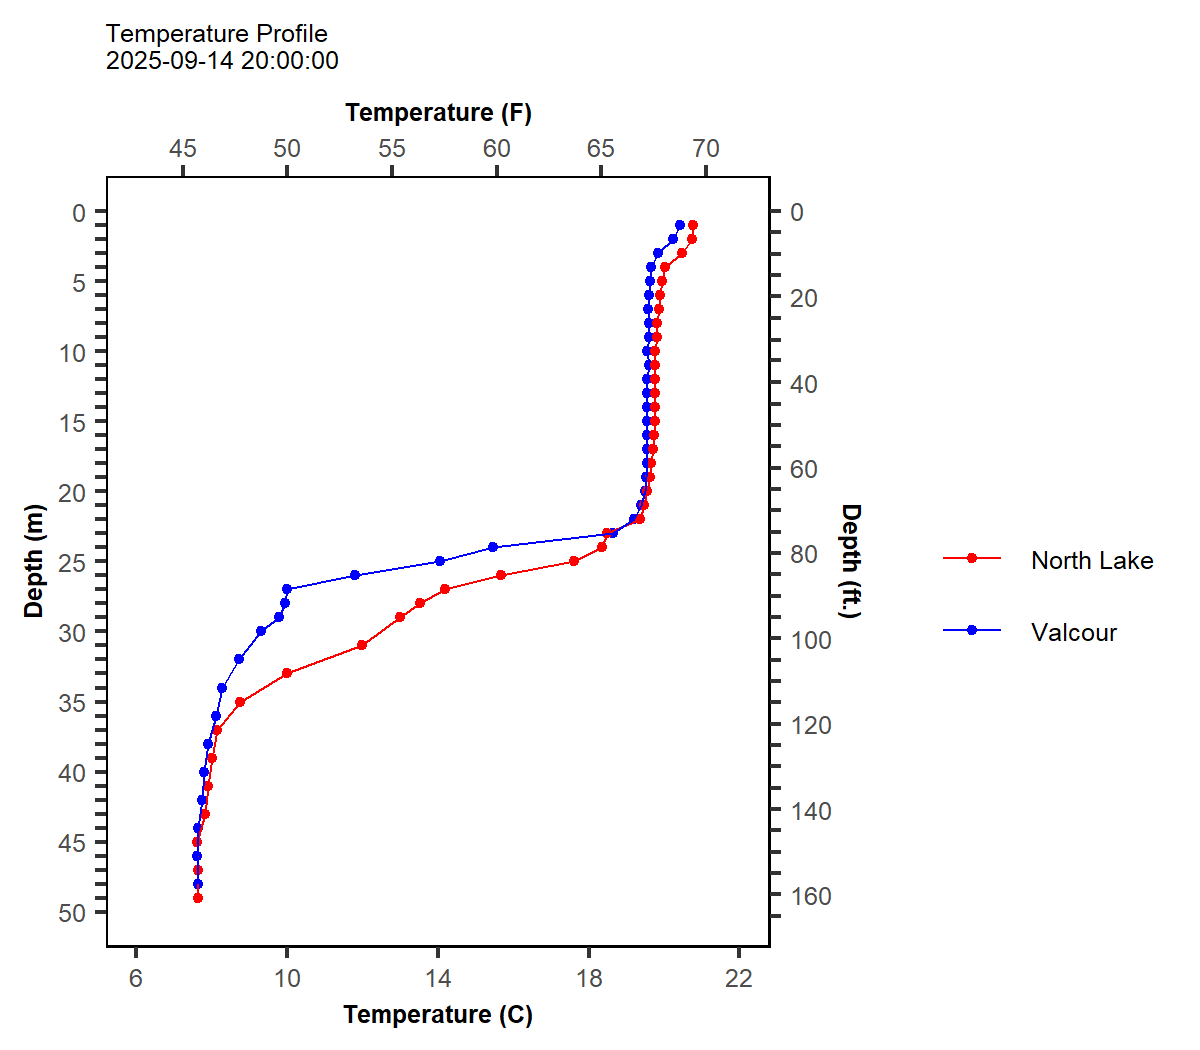 Temperature Profile
2025-09-14 20:00:00
Temperature (F)
45 50 55 60 65 70
0
5
10
15
20
25
30
35
40
45
50
Depth (m)
0
20
40
60
80
100
120
140
160
Depth (ft.)
North Lake
Valcour
6 10 14 18 22
Temperature (C)